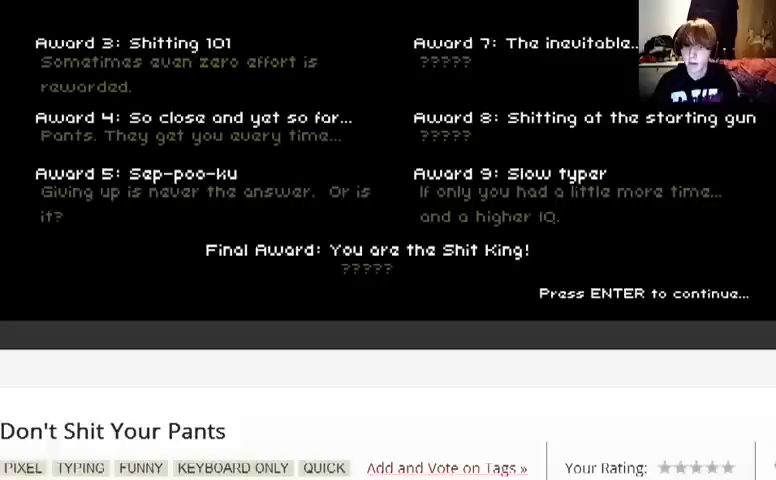 Award 3: Shitting 101
Sometimes even zero effort is
rewarded.
Award 4: So close and yet so far...
Pants. They get you every time...
Award 5: Sep-poo-ku
Giving up is never the answer. Or is
it?
Award 7: The inevitable..
?????
Award 8: Shitting at the starting gun
?????
Award 9: Slow typer
If only you had a little more time...
and a higher IQ.
Final Award: You are the Shit King!
?????
Press ENTER to continue...
Don't Shit Your Pants
PIXEL TYPING FUNNY KEYBOARD ONLY QUICK Add and Vote on Tags » Your Rating: